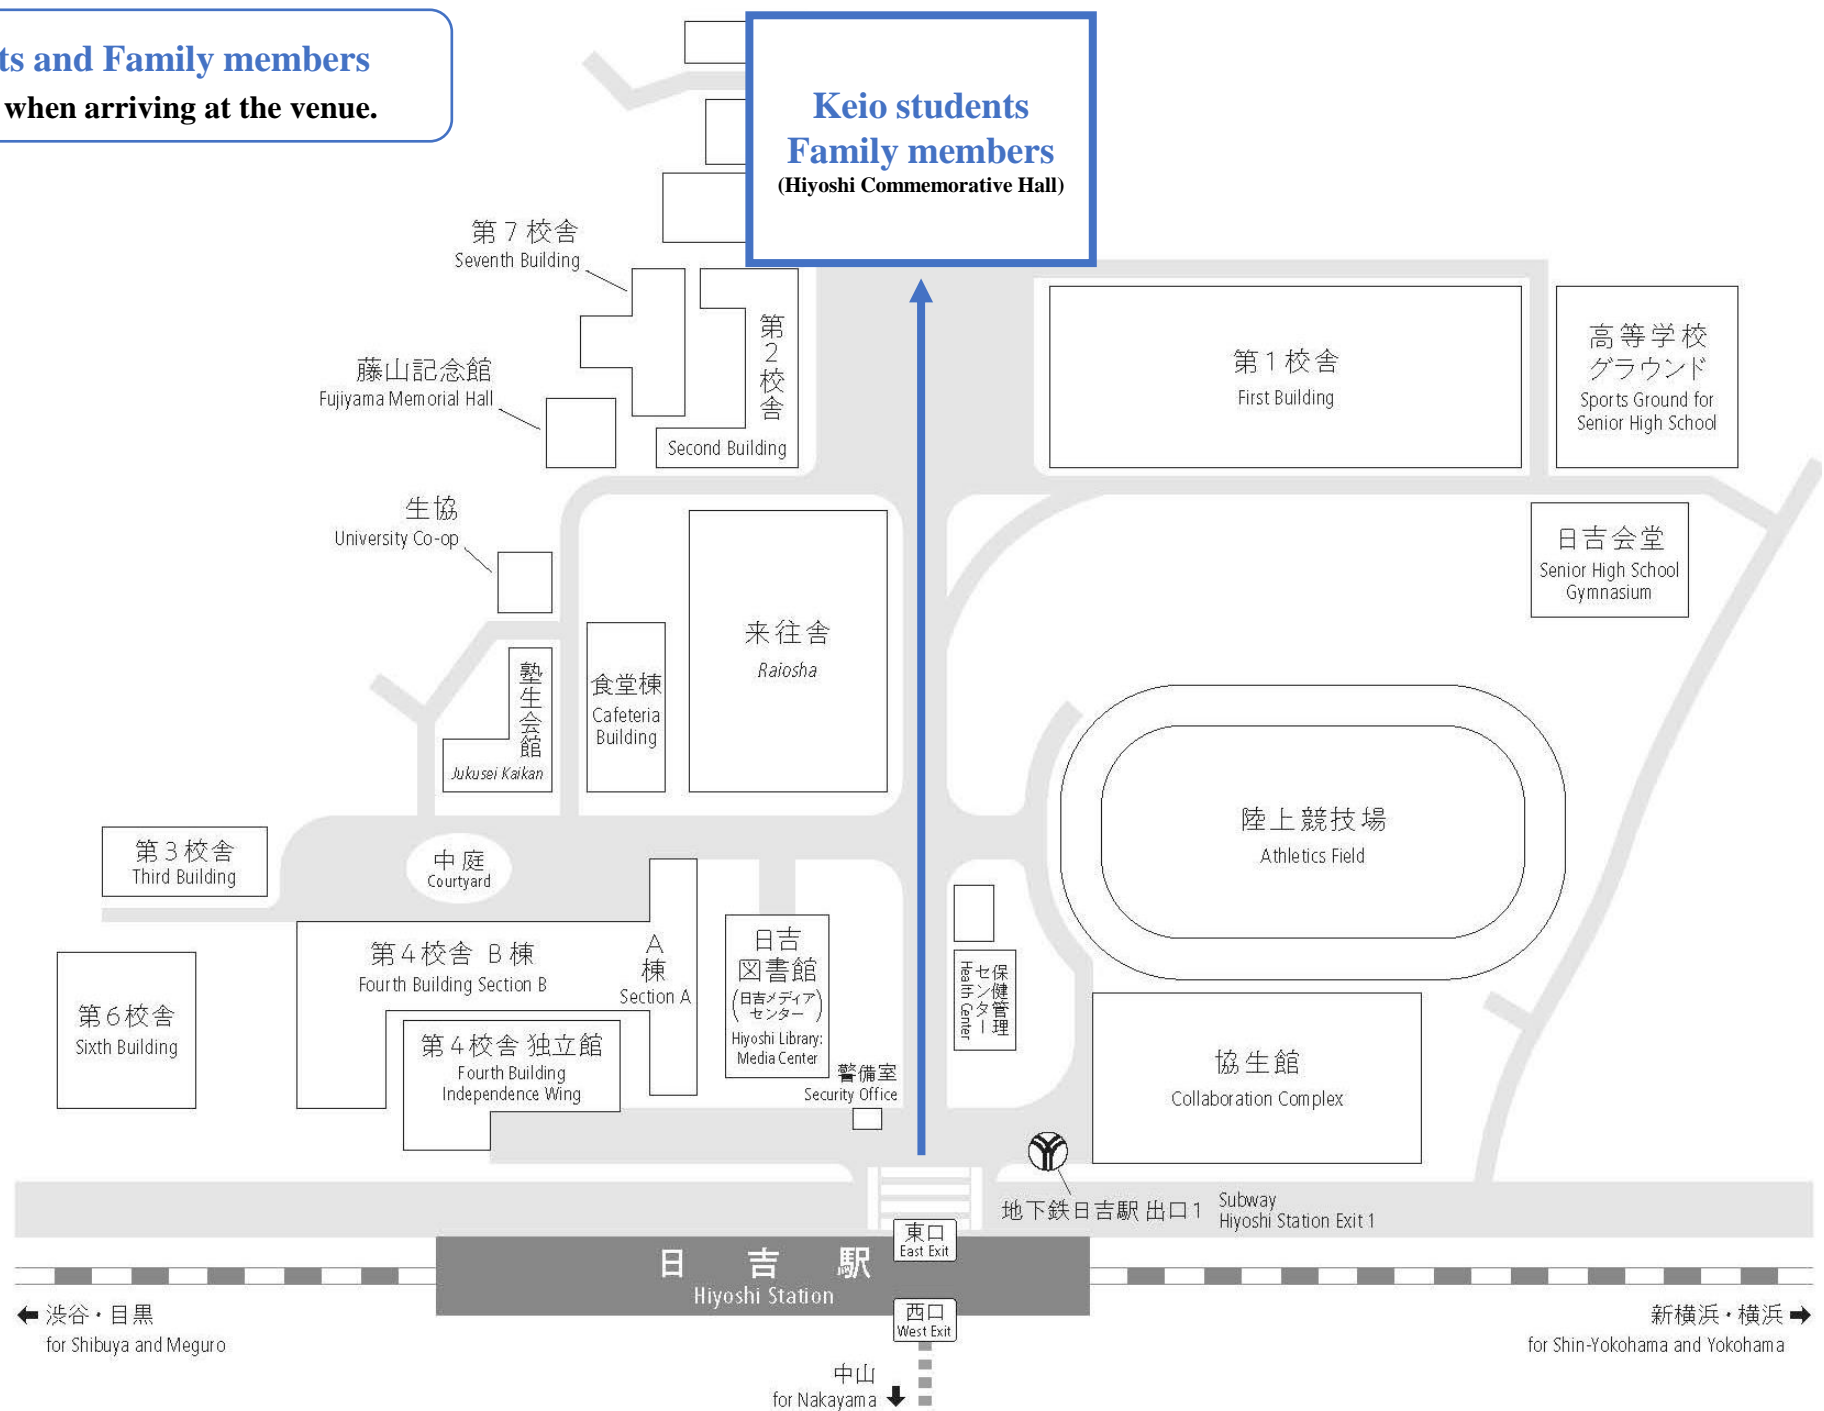 ts and Family members
when arriving at the venue.
Keio students
Family members
(Hiyoshi Commemorative Hall)
第7校舎
Seventh Building
第2校舎
Second Building
藤山記念館
Fujiyama Memorial Hall
第1校舎
First Building
高等学校
グラウンド
Sports Ground for
Senior High School
生協
University Co-op
日吉会堂
Senior High School
Gymnasium
来往舎
Raiosha
塾生会館
Jukusei Kaikan
食堂棟
Cafeteria
Building
陸上競技場
Athletics Field
第3校舎
Third Building
中庭
Courtyard
第4校舎 B棟
Fourth Building Section B
A
棟
Section A
日吉
図書館
(日吉メディア
センター)
Hiyoshi Library:
Media Center
保健管理
センター
Health Center
第6校舎
Sixth Building
第4校舎 独立館
Fourth Building
Independence Wing
警備室
Security Office
協生館
Collaboration Complex
地下鉄日吉駅 出口1
Subway
Hiyoshi Station Exit 1
東口
East Exit
日吉駅
Hiyoshi Station
西口
West Exit
渋谷・目黒
for Shibuya and Meguro
新横浜・横浜
for Shin-Yokohama and Yokohama
中山
for Nakayama